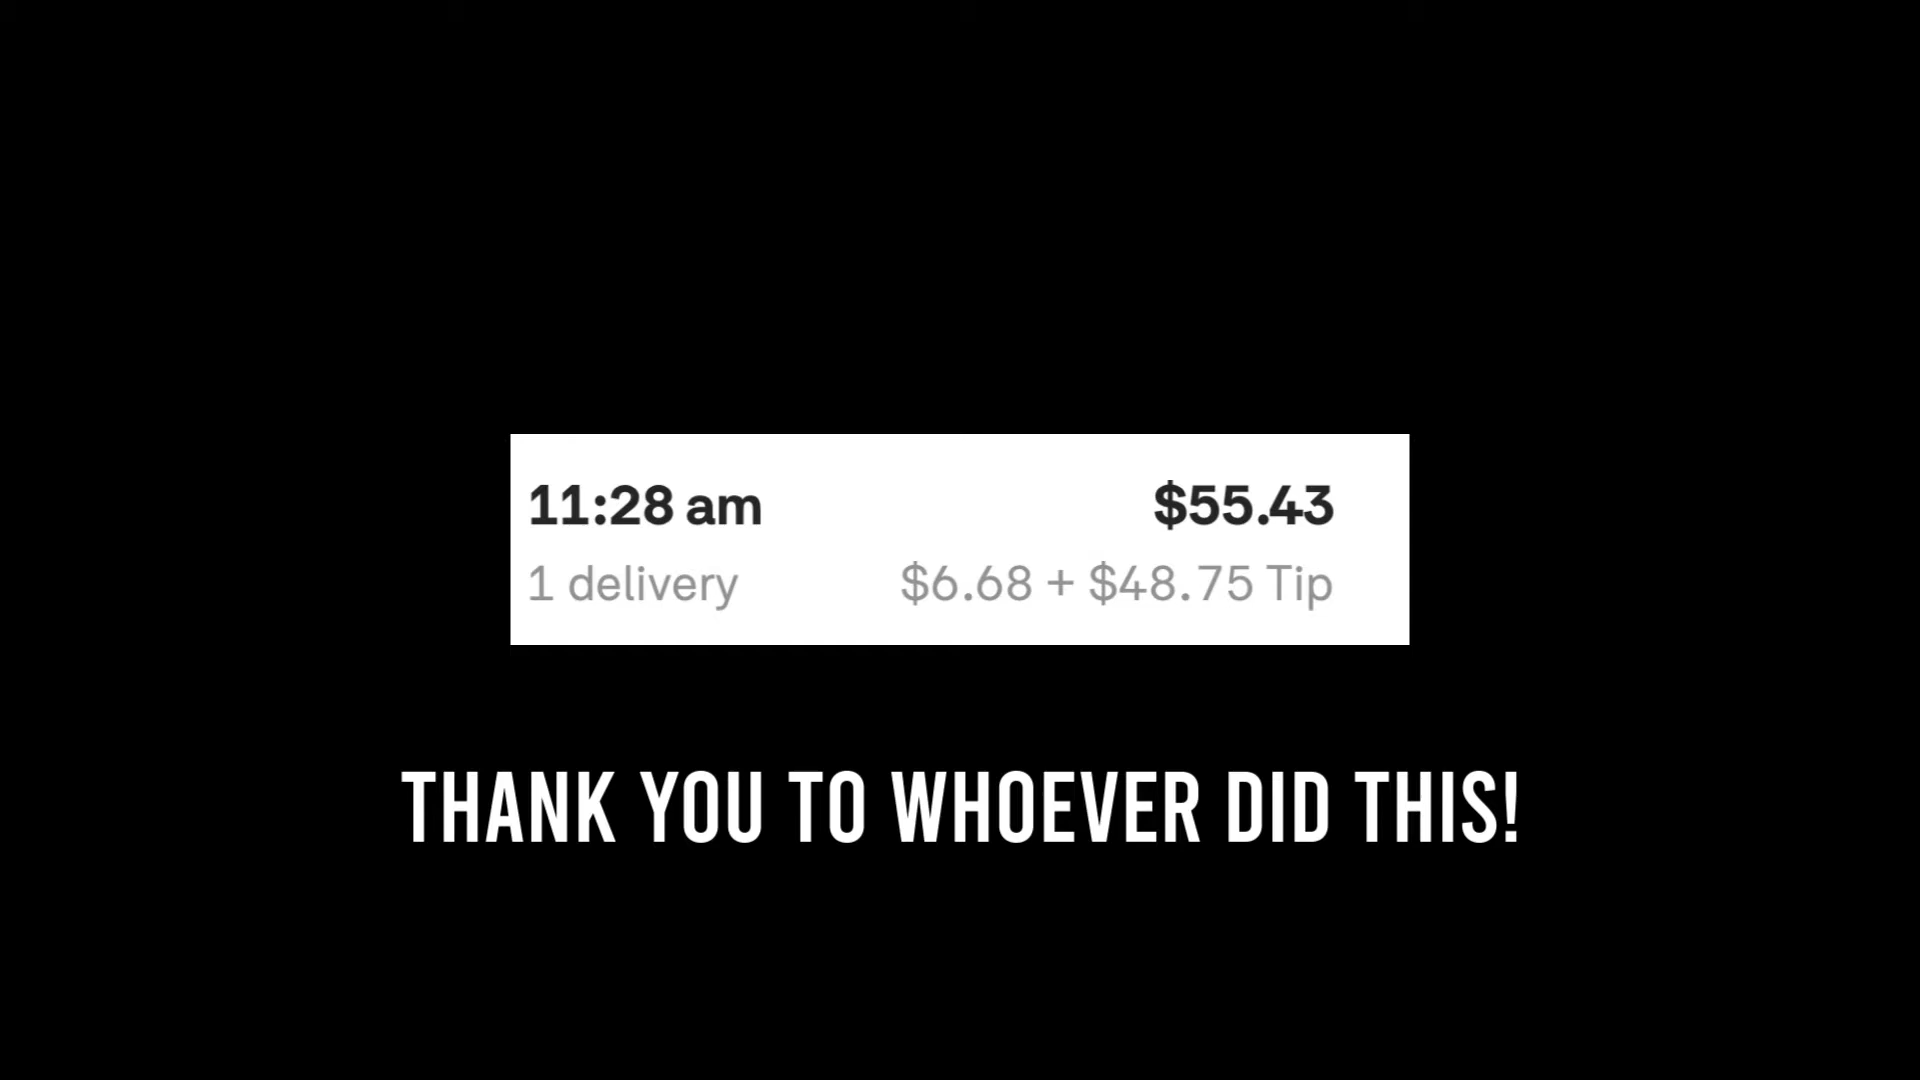 11:28 am $55.43
1 delivery $6.68 + $48.75 Tip
THANK YOU TO WHOEVER DID THIS!